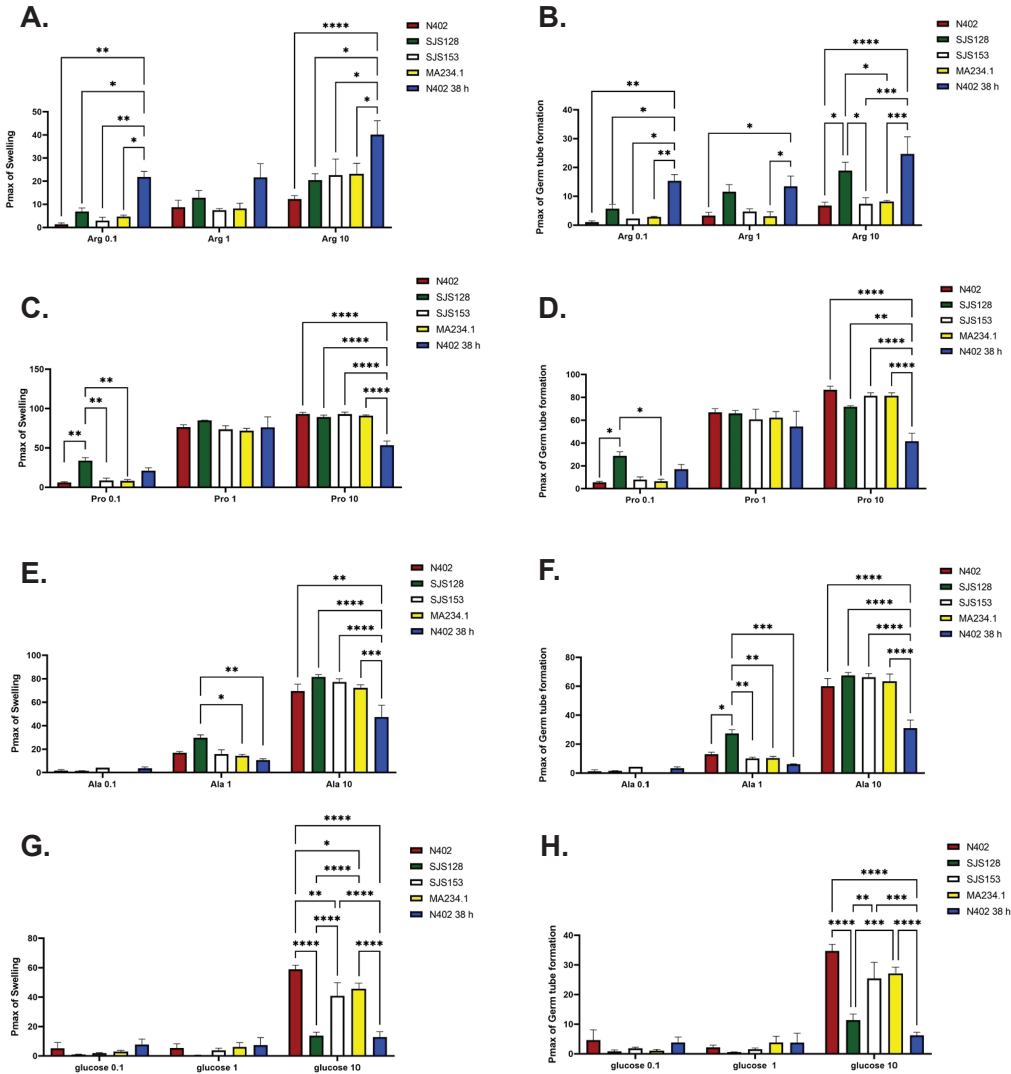 A.
N402
SJS128
SJS153
MA234.1
N402 38 h
****
**
*
*
*
**
*
*
Pmax of Swelling
50
40
30
20
10
0
Arg 0.1
Arg 1
Arg 10
B.
N402
SJS128
SJS153
MA234.1
N402 38 h
****
*
**
***
*
*
*
*
*
***
**
*
Pmax of Germ tube formation
40
30
20
10
0
Arg 0.1
Arg 1
Arg 10
C.
N402
SJS128
SJS153
MA234.1
N402 38 h
****
****
**
****
**
****
**
Pmax of Swelling
150
100
50
0
Pro 0.1
Pro 1
Pro 10
D.
N402
SJS128
SJS153
MA234.1
N402 38 h
****
**
****
****
*
*
Pmax of Germ tube formation
100
80
60
40
20
0
Pro 0.1
Pro 1
Pro 10
E.
N402
SJS128
SJS153
MA234.1
N402 38 h
**
****
****
***
**
*
Pmax of Swelling
100
80
60
40
20
0
Ala 0.1
Ala 1
Ala 10
F.
N402
SJS128
SJS153
MA234.1
N402 38 h
****
****
****
****
***
**
**
*
Pmax of Germ tube formation
80
60
40
20
0
Ala 0.1
Ala 1
Ala 10
G.
N402
SJS128
SJS153
MA234.1
N402 38 h
****
*
****
** ****
****
**** ****
Pmax of Swelling
80
60
40
20
0
glucose 0.1
glucose 1
glucose 10
H.
N402
SJS128
SJS153
MA234.1
N402 38 h
****
** ***
**** *** ****
Pmax of Germ tube formation
40
30
20
10
0
glucose 0.1
glucose 1
glucose 10